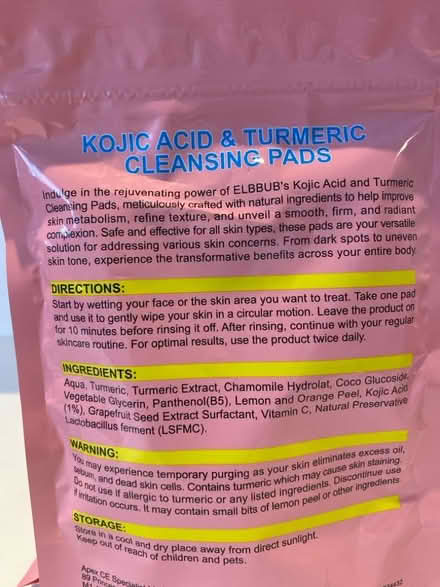 KOJIC ACID & TURMERIC
CLEANSING PADS
Indulge in the rejuvenating power of ELBBUB's Kojic Acid and Turmeric
Cleansing Pads, meticulously crafted with natural ingredients to help improve
skin metabolism, refine texture, and unveil a smooth, firm, and radiant
complexion. Safe and effective for all skin types, these pads are your versatile
solution for addressing various skin concerns. From dark spots to uneven
skin tone, experience the transformative benefits across your entire body.
DIRECTIONS:
Start by wetting your face or the skin area you want to treat. Take one pad
and use it to gently wipe your skin in a circular motion. Leave the product on
for 10 minutes before rinsing it off. After rinsing, continue with your regular
skincare routine. For optimal results, use the product twice daily.
INGREDIENTS:
Aqua, Turmeric, Turmeric Extract, Chamomile Hydrolat, Coco Glucoside,
Vegetable Glycerin, Panthenol(B5), Lemon and Orange Peel, Kojic Acid
(1%), Grapefruit Seed Extract Surfactant, Vitamin C, Natural Preservative
Lactobacillus ferment (LSFMC).
WARNING:
You may experience temporary purging as your skin eliminates excess oil,
sebum, and dead skin cells. Contains turmeric which may cause skin staining.
Do not use if allergic to turmeric or any listed ingredients. Discontinue use
if irritation occurs. It may contain small bits of lemon peel or other ingredients
STORAGE:
Store in a cool and dry place away from direct sunlight.
Keep out of reach of children and pets.
Apex CE Specialist
89 Princes